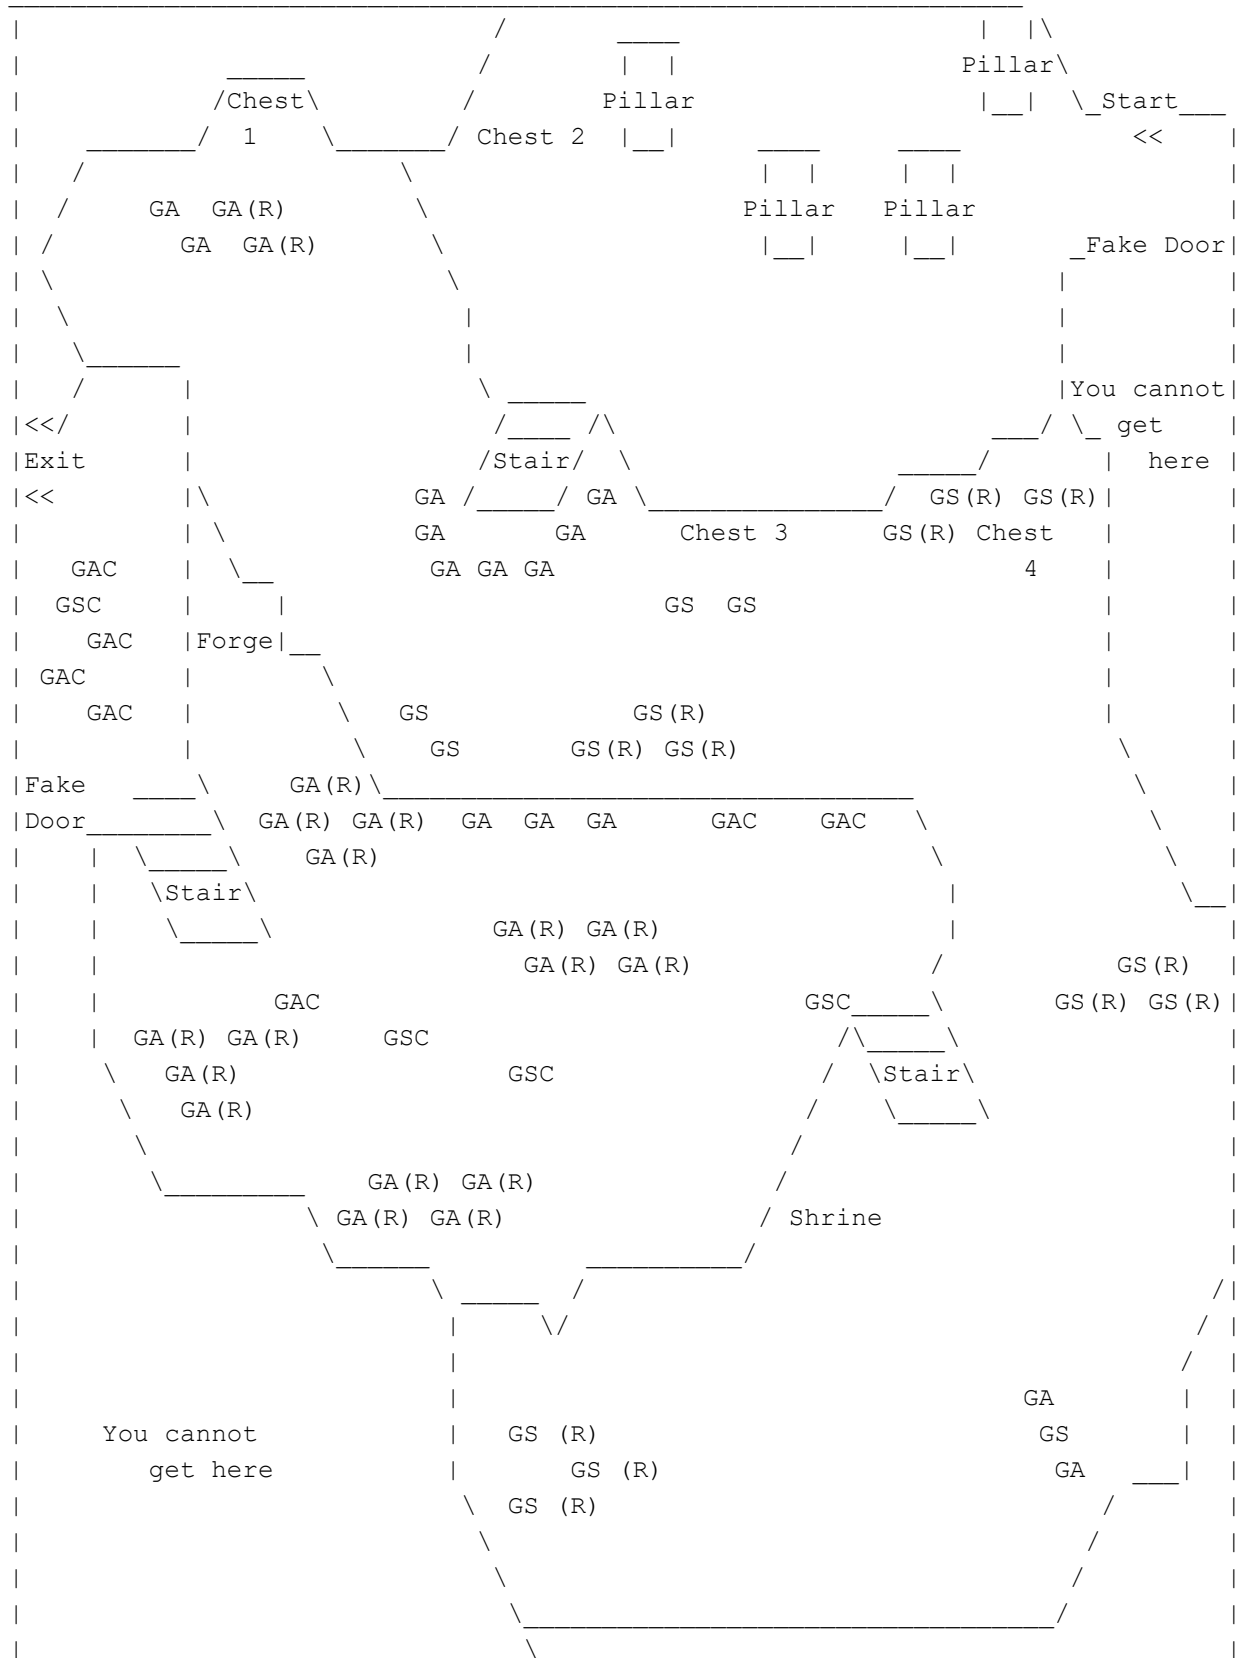 Pillar
/Chest\ Pillar Start
1 Chest 2 <<
GA GA(R) Pillar Pillar
GA GA(R) Fake Door
You cannot
<< get
Exit Stair here
<< GA GA GS(R) GS(R)
GA GA Chest 3 GS(R) Chest
GAC GA GA GA 4
GSC GS GS
GAC Forge
GAC
GAC GS GS(R)
GS GS(R) GS(R)
Fake GA(R)
Door GA(R) GA(R) GA GA GA GAC GAC
GA(R)
Stair
GA(R) GA(R)
GA(R) GA(R) GS(R)
GAC GSC GS(R) GS(R)
GA(R) GA(R) GSC
GA(R) GSC Stair
GA(R)
GA(R) GA(R)
GA(R) GA(R) Shrine
GA
You cannot GS (R) GS
get here GS (R) GA
GS (R)